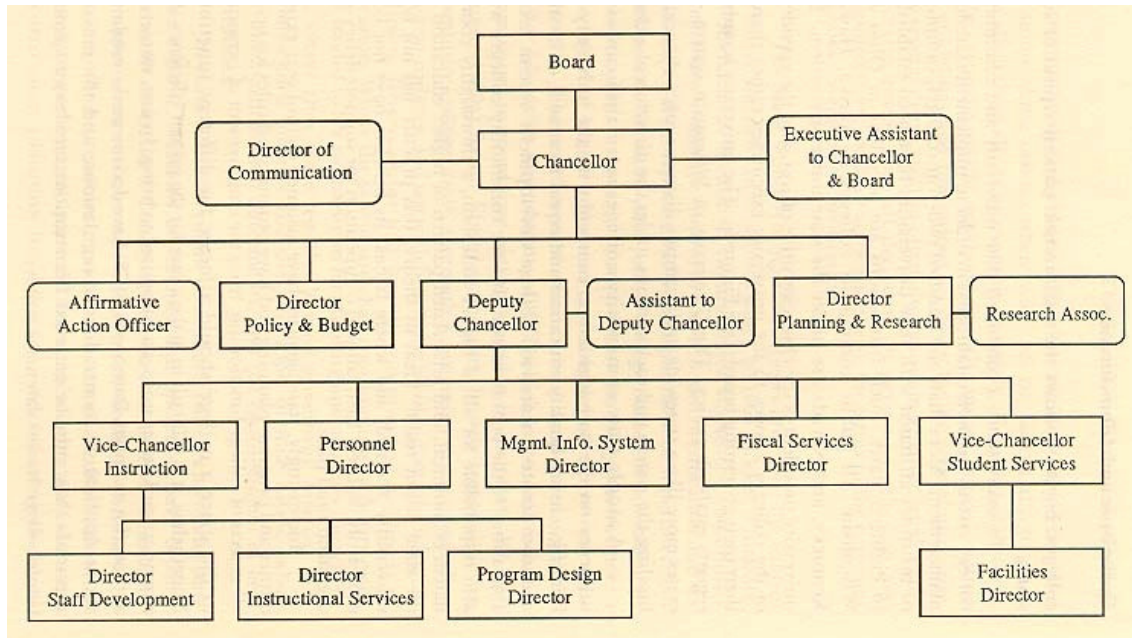 Board
Director of
Communication
Chancellor
Executive Assistant
to Chancellor
& Board
Affirmative
Action Officer
Director
Policy & Budget
Deputy
Chancellor
Assistant to
Deputy Chancellor
Director
Planning & Research
Research Assoc.
Vice-Chancellor
Instruction
Personnel
Director
Mgmt. Info. System
Director
Fiscal Services
Director
Vice-Chancellor
Student Services
Director
Staff Development
Director
Instructional Services
Program Design
Director
Facilities
Director